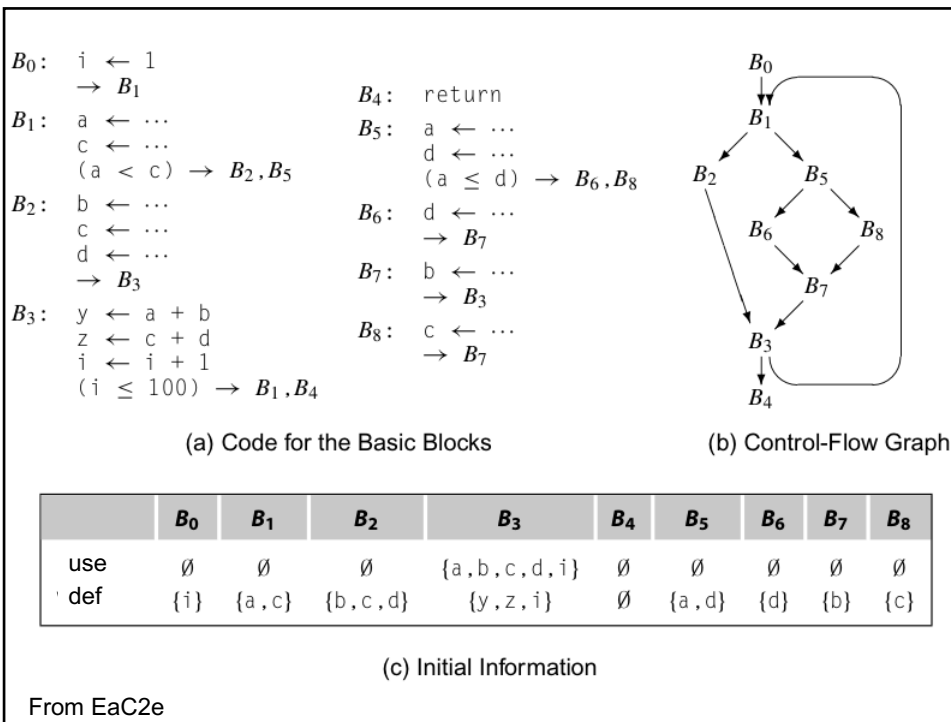 B0: i ← 1
→ B1
B1: a ← ···
c ← ···
(a < c) → B2,B5
B2: b ← ···
c ← ···
d ← ···
→ B3
B3: y ← a + b
z ← c + d
i ← i + 1
(i ≤ 100) → B1,B4
B4: return
B5: a ← ···
d ← ···
(a ≤ d) → B6,B8
B6: d ← ···
→ B7
B7: b ← ···
→ B3
B8: c ← ···
→ B7
(a) Code for the Basic Blocks
B0
B1
B2 B5
B6 B8
B7
B3
B4
(b) Control-Flow Graph
B0 B1 B2 B3 B4 B5 B6 B7 B8
use ∅ ∅ ∅ {a,b,c,d,i} ∅ ∅ ∅ ∅ ∅
def {i} {a,c} {b,c,d} {y,z,i} ∅ {a,d} {d} {b} {c}
(c) Initial Information
From EaC2e